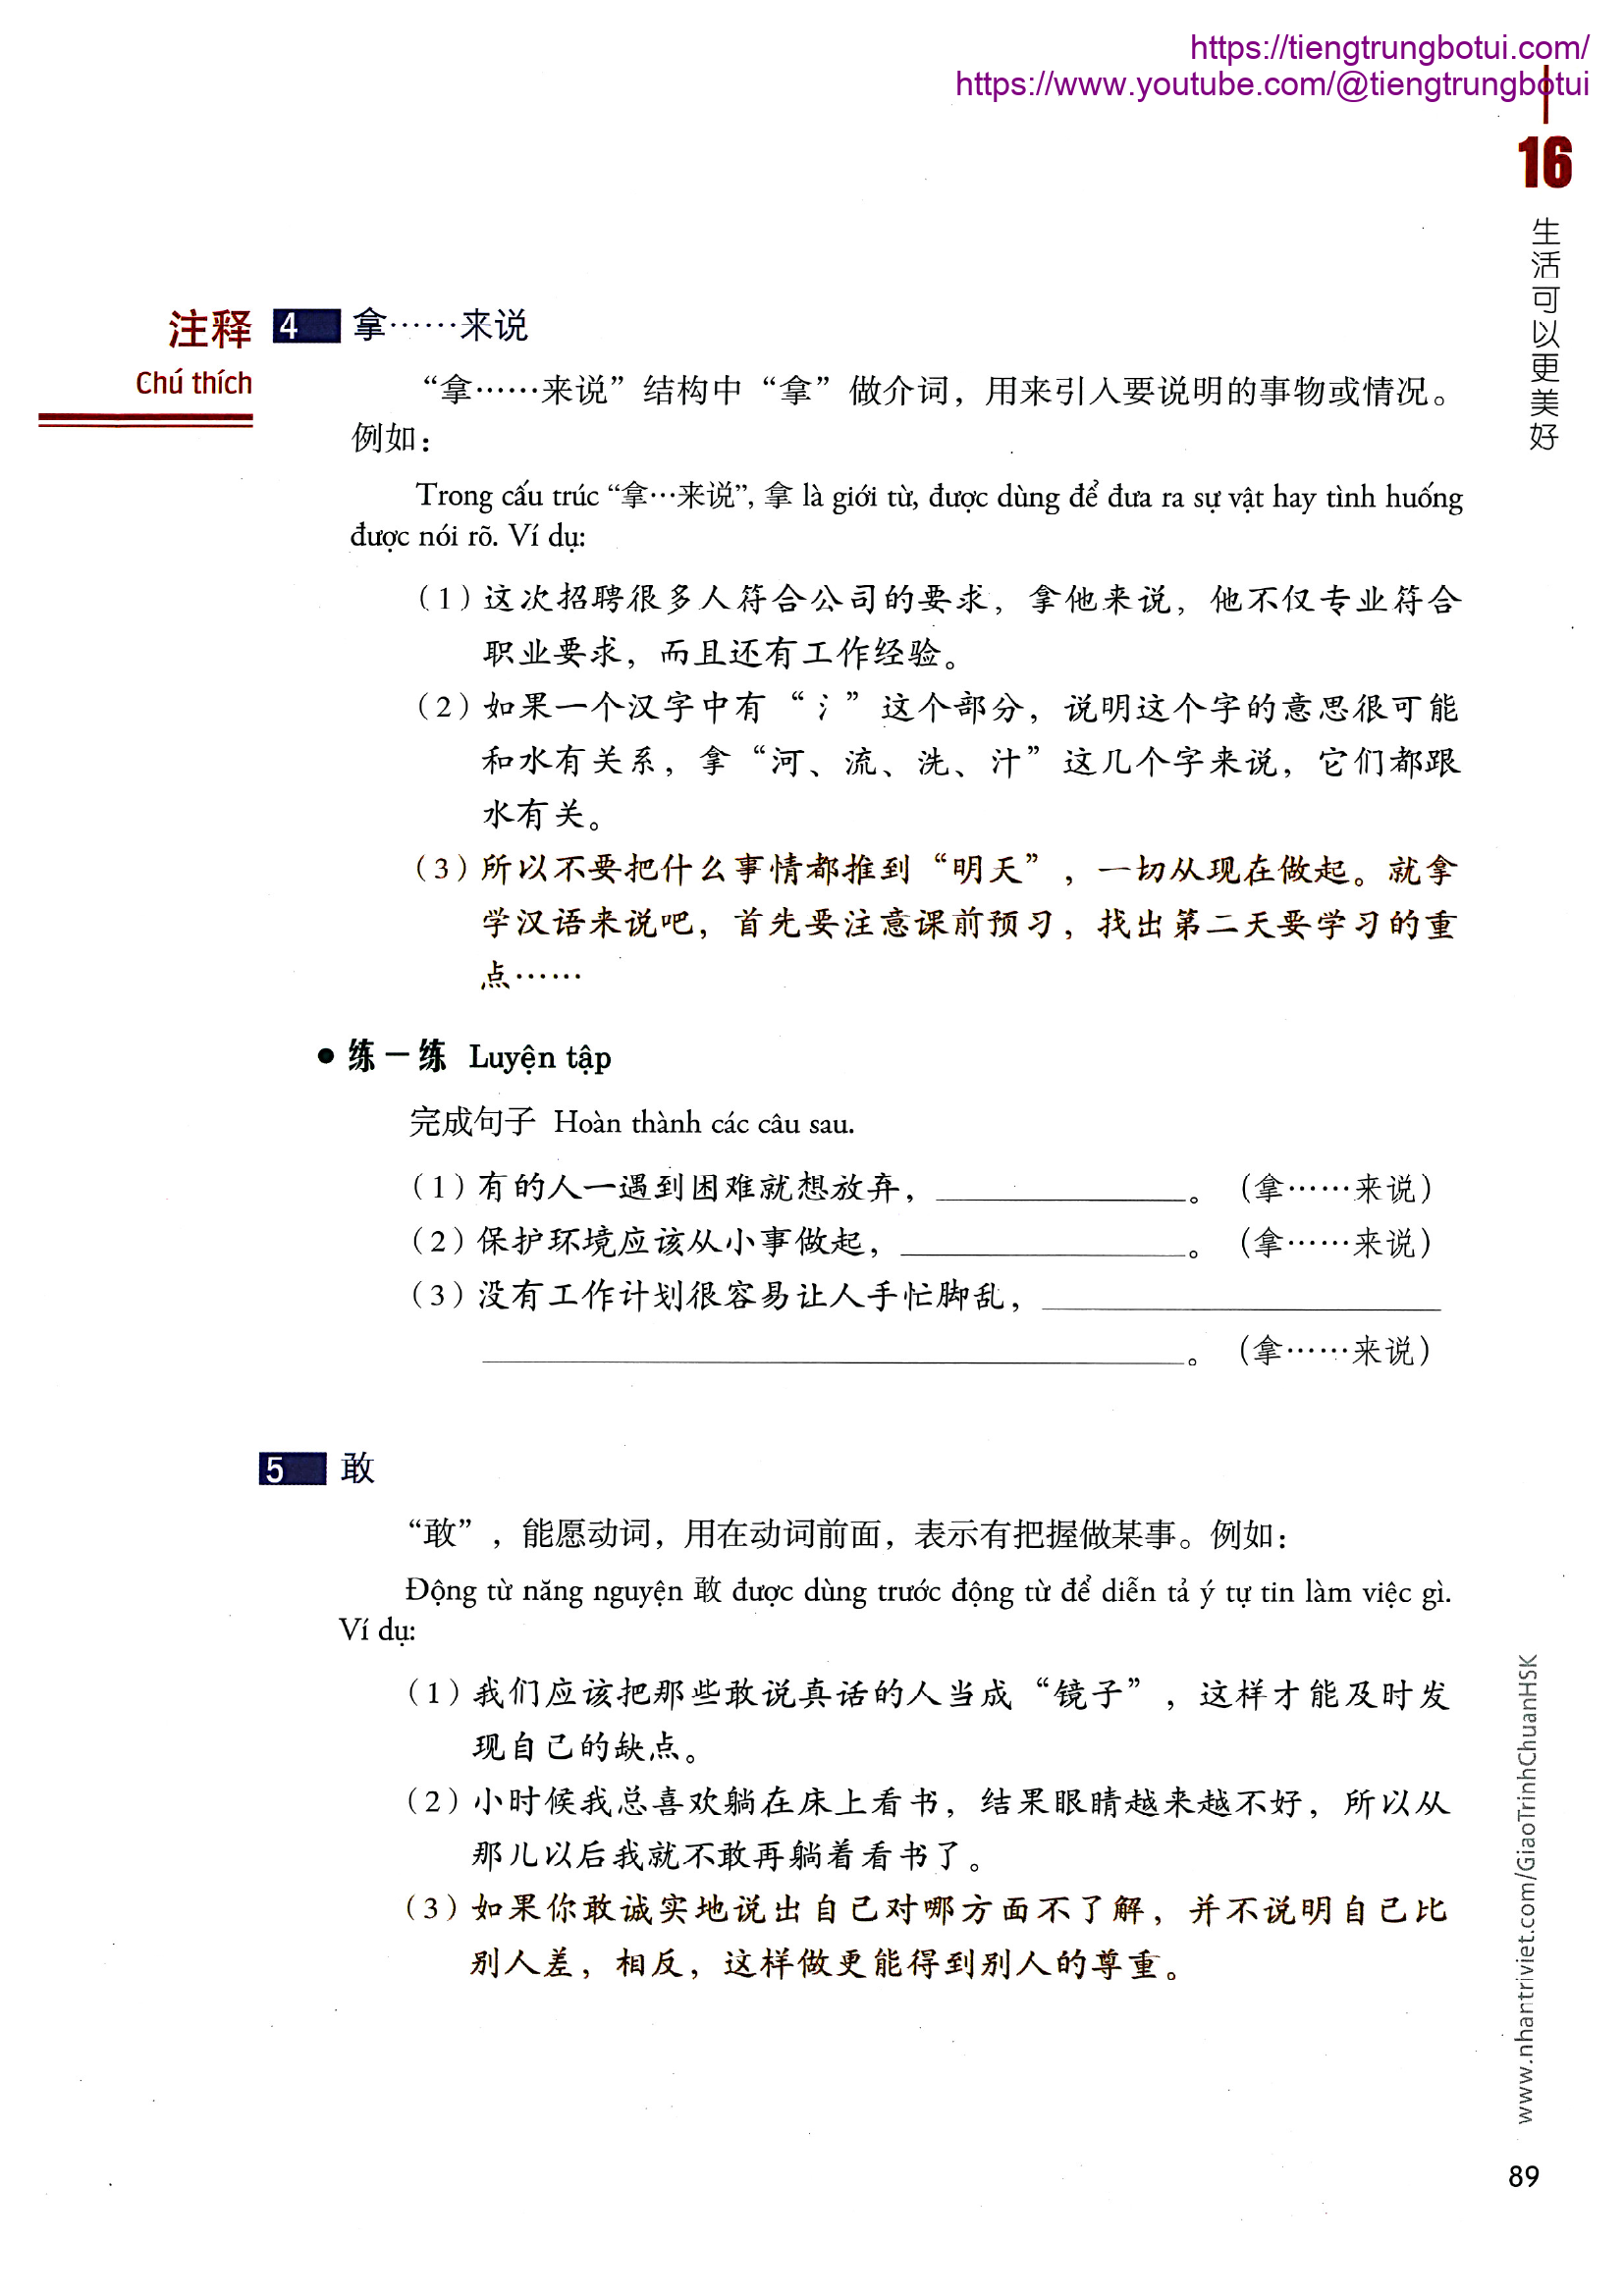 https://tiengtrungbotui.com/
https://www.youtube.com/@tiengtrungbotui
16
生活可以更美好
注释
Chú thích
4 拿……来说
“拿……来说”结构中“拿”做介词，用来引入要说明的事物或情况。
例如：
Trong cấu trúc “拿…来说”, 拿 là giới từ, được dùng để đưa ra sự vật hay tình huống
được nói rõ. Ví dụ:
（1）这次招聘很多人符合公司的要求，拿他来说，他不仅专业符合
职业要求，而且还有工作经验。
（2）如果一个汉字中有“氵”这个部分，说明这个字的意思很可能
和水有关系，拿“河、流、洗、汁”这几个字来说，它们都跟
水有关。
（3）所以不要把什么事情都推到“明天”，一切从现在做起。就拿
学汉语来说吧，首先要注意课前预习，找出第二天要学习的重
点……
● 练一练 Luyện tập
完成句子 Hoàn thành các câu sau.
（1）有的人一遇到困难就想放弃，____________。（拿……来说）
（2）保护环境应该从小事做起，____________。（拿……来说）
（3）没有工作计划很容易让人手忙脚乱，____________
____________。（拿……来说）
5 敢
“敢”，能愿动词，用在动词前面，表示有把握做某事。例如：
Động từ năng nguyện 敢 được dùng trước động từ để diễn tả ý tự tin làm việc gì.
Ví dụ:
（1）我们应该把那些敢说真话的人当成“镜子”，这样才能及时发
现自己的缺点。
（2）小时候我总喜欢躺在床上看书，结果眼睛越来越不好，所以从
那儿以后我就不敢再躺着看书了。
（3）如果你敢诚实地说出自己对哪方面不了解，并不说明自己比
别人差，相反，这样做更能得到别人的尊重。
www.nhantriviet.com/GiaoTrinhChuanHSK
89